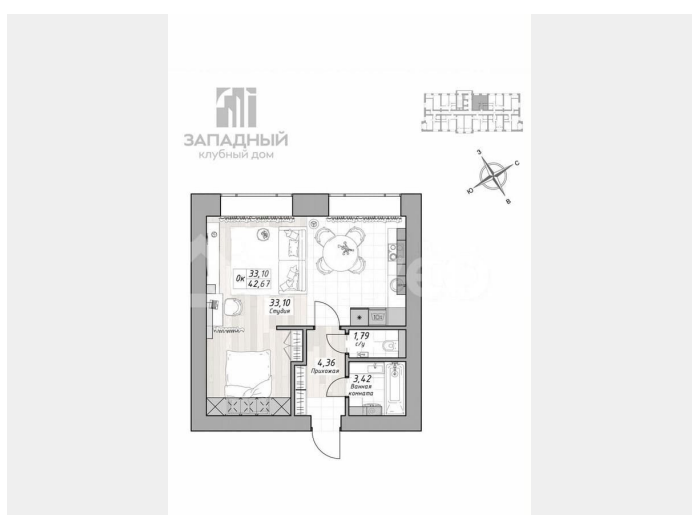 ЗАПАДНЫЙ
клубный дом
З
С
Ю
В
0к 33,10
42,67
33,10
Студия
1,79
с/у
4,36
Прихожая
3,42
Ванная
комната